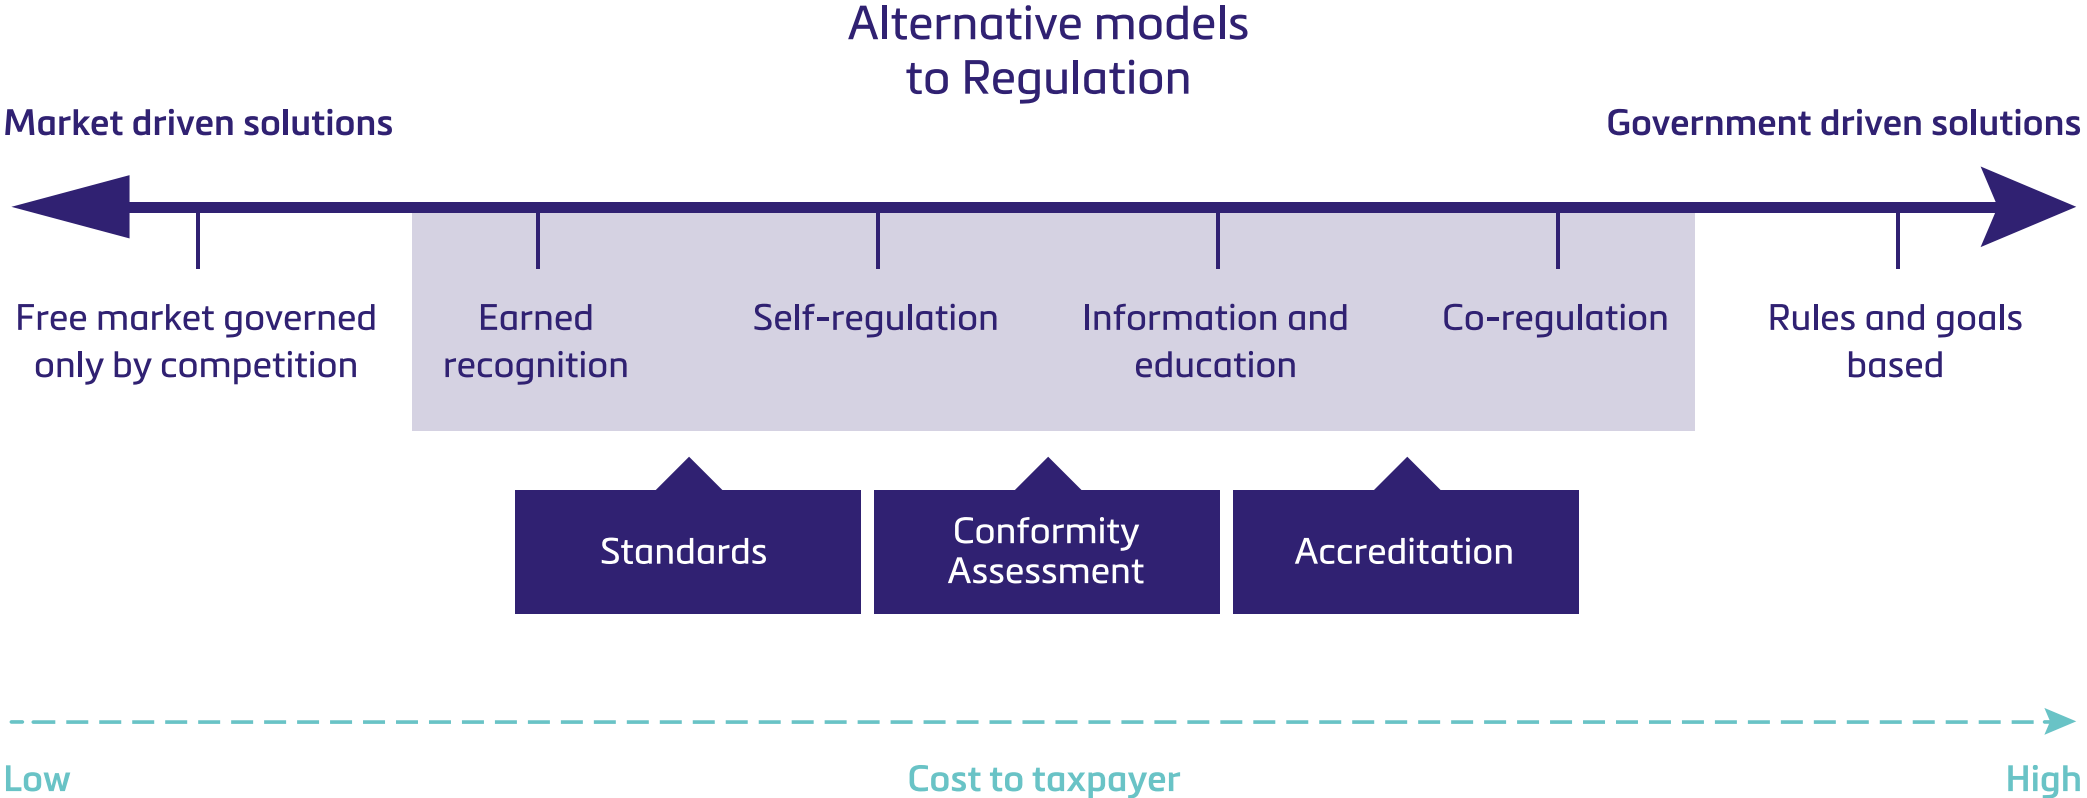 Alternative models
to Regulation
Market driven solutions
Government driven solutions
Free market governed
only by competition
Earned
recognition
Self-regulation
Information and
education
Co-regulation
Rules and goals
based
Standards
Conformity
Assessment
Accreditation
Low
Cost to taxpayer
High